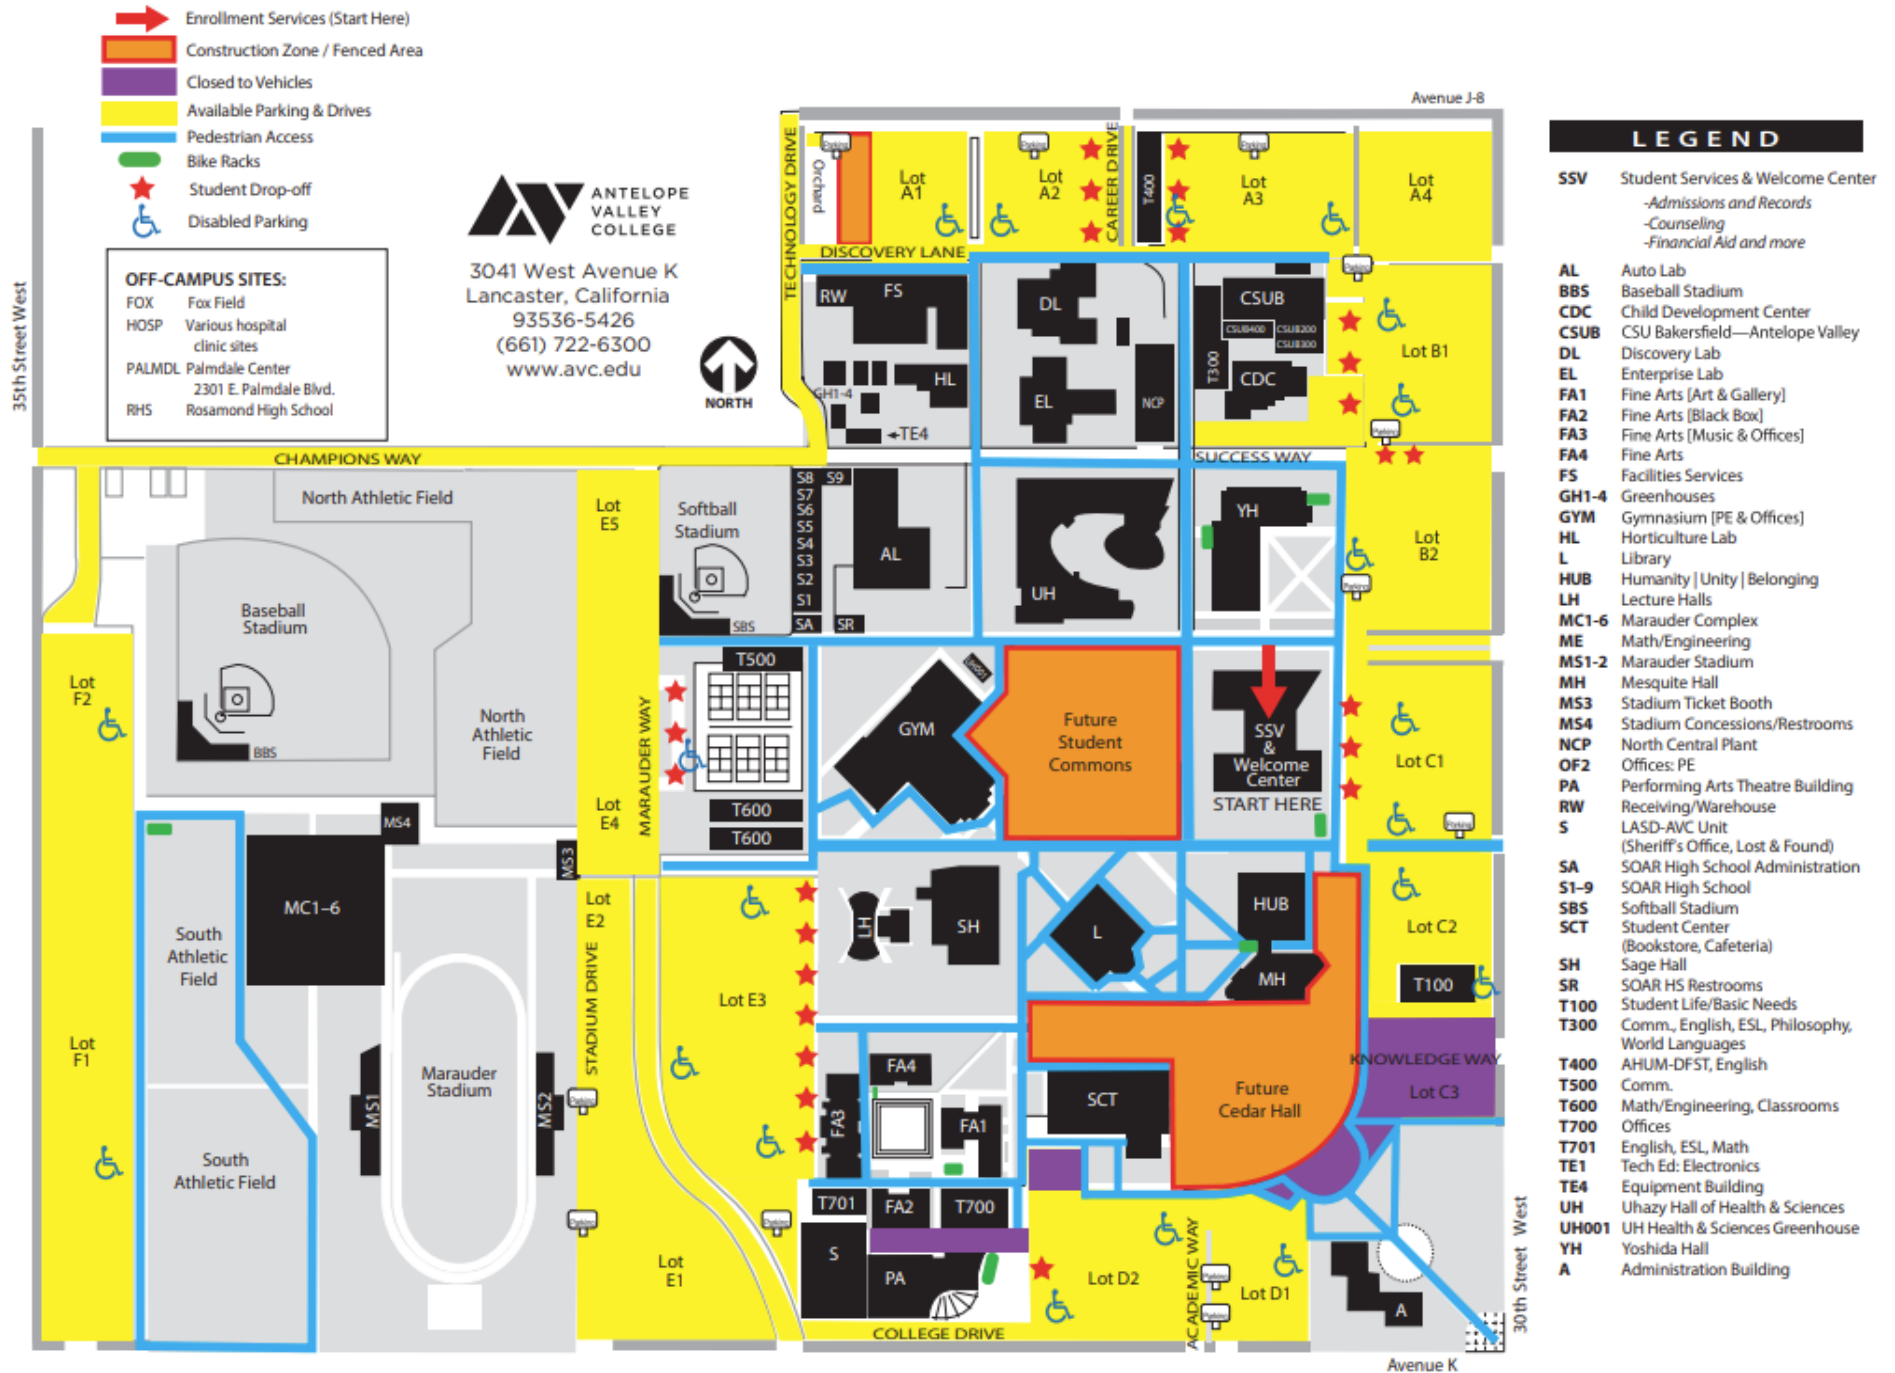 Enrollment Services (Start Here)
Construction Zone / Fenced Area
Closed to Vehicles
Available Parking & Drives
Pedestrian Access
Bike Racks
Student Drop-off
Disabled Parking
OFF-CAMPUS SITES:
FOX Fox Field
HOSP Various hospital
clinic sites
PALMDL Palmdale Center
2301 E. Palmdale Blvd.
RHS Rosamond High School
ANTELOPE
VALLEY
COLLEGE
3041 West Avenue K
Lancaster, California
93536-5426
(661) 722-6300
www.avc.edu
NORTH
35th Street West
Avenue J-8
TECHNOLOGY DRIVE
Parking
Orchard
Lot
A1
Parking
Lot
A2
CAREER DRIVE
T400
Parking
Lot
A3
Lot
A4
DISCOVERY LANE
Parking
RW
FS
DL
CSUB
CSUB400
CSUB200
CSUB300
T300
CDC
Lot B1
GH1-4
HL
TE4
EL
NCP
Parking
CHAMPIONS WAY
SUCCESS WAY
North Athletic Field
Lot
E5
Softball
Stadium
SBS
S8 S9
S7
S6
S5
S4
S3
S2
S1
SA
SR
AL
UH
YH
Lot
B2
Parking
Baseball
Stadium
BBS
Lot
F2
North
Athletic
Field
Lot
E4
MARAUDER WAY
T500
T600
T600
UH001
GYM
Future
Student
Commons
SSV
&
Welcome
Center
START HERE
Lot C1
Parking
MS4
MS3
MC1–6
South
Athletic
Field
Lot
E2
STADIUM DRIVE
Lot E3
LH
SH
L
HUB
MH
Lot C2
T100
Lot
F1
Marauder
Stadium
MS1
MS2
Parking
FA4
FA3
FA1
SCT
Future
Cedar Hall
KNOWLEDGE WAY
Lot C3
South
Athletic Field
Parking
Parking
T701
FA2
T700
S
PA
Lot
E1
Lot D2
ACADEMIC WAY
Parking
Parking
Lot D1
A
COLLEGE DRIVE
30th Street West
Avenue K
LEGEND
SSV Student Services & Welcome Center
-Admissions and Records
-Counseling
-Financial Aid and more
AL Auto Lab
BBS Baseball Stadium
CDC Child Development Center
CSUB CSU Bakersfield—Antelope Valley
DL Discovery Lab
EL Enterprise Lab
FA1 Fine Arts [Art & Gallery]
FA2 Fine Arts [Black Box]
FA3 Fine Arts [Music & Offices]
FA4 Fine Arts
FS Facilities Services
GH1-4 Greenhouses
GYM Gymnasium [PE & Offices]
HL Horticulture Lab
L Library
HUB Humanity | Unity | Belonging
LH Lecture Halls
MC1-6 Marauder Complex
ME Math/Engineering
MS1-2 Marauder Stadium
MH Mesquite Hall
MS3 Stadium Ticket Booth
MS4 Stadium Concessions/Restrooms
NCP North Central Plant
OF2 Offices: PE
PA Performing Arts Theatre Building
RW Receiving/Warehouse
S LASD-AVC Unit
(Sheriff's Office, Lost & Found)
SA SOAR High School Administration
S1–9 SOAR High School
SBS Softball Stadium
SCT Student Center
(Bookstore, Cafeteria)
SH Sage Hall
SR SOAR HS Restrooms
T100 Student Life/Basic Needs
T300 Comm., English, ESL, Philosophy,
World Languages
T400 AHUM-DFST, English
T500 Comm.
T600 Math/Engineering, Classrooms
T700 Offices
T701 English, ESL, Math
TE1 Tech Ed: Electronics
TE4 Equipment Building
UH Uhazy Hall of Health & Sciences
UH001 UH Health & Sciences Greenhouse
YH Yoshida Hall
A Administration Building